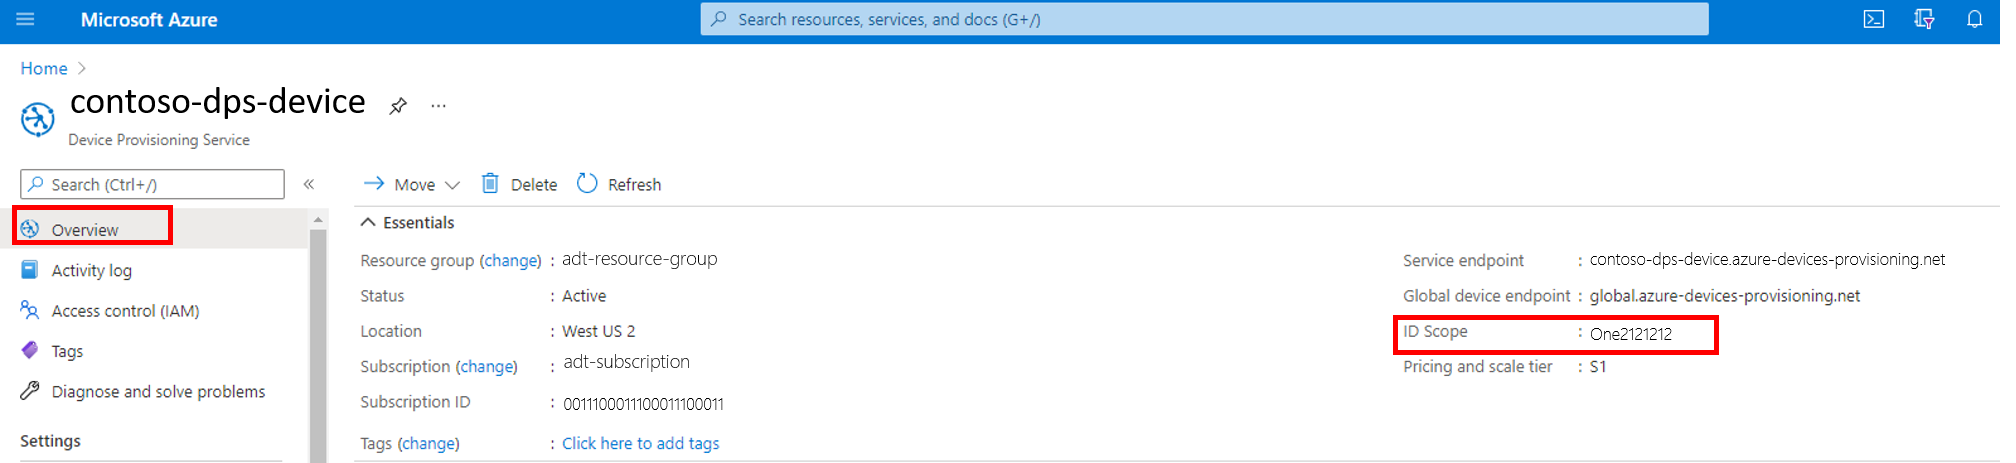 Microsoft Azure
Search resources, services, and docs (G+/)
Home
contoso-dps-device
...
Device Provisioning Service
Search (Ctrl+/)
«
Move
Delete
Refresh
Overview
Activity log
Access control (IAM)
Tags
Diagnose and solve problems
Settings
Essentials
Resource group (change) : adt-resource-group
Status : Active
Location : West US 2
Subscription (change) : adt-subscription
Subscription ID : 0011100011100011100011
Tags (change) : Click here to add tags
Service endpoint : contoso-dps-device.azure-devices-provisioning.net
Global device endpoint : global.azure-devices-provisioning.net
ID Scope : One2121212
Pricing and scale tier : S1